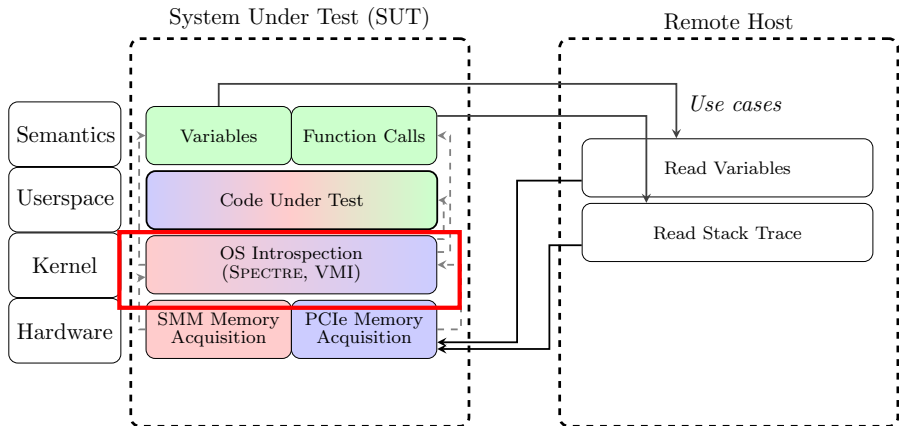 System Under Test (SUT)
Remote Host
Use cases
Semantics
Variables
Function Calls
Read Variables
Userspace
Code Under Test
Read Stack Trace
Kernel
OS Introspection
(SPECTRE, VMI)
Hardware
SMM Memory
Acquisition
PCIe Memory
Acquisition